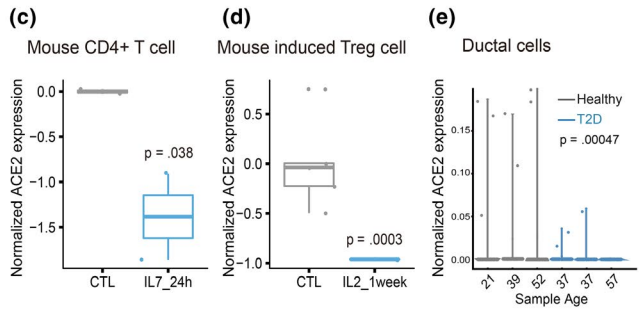 (c)
Mouse CD4+ T cell
Normalized ACE2 expression
0.0
−0.5
−1.0
−1.5
p = .038
CTL
IL7_24h
(d)
Mouse induced Treg cell
Normalized ACE2 expression
0.5
0.0
−0.5
−1.0
p = .0003
CTL
IL2_1week
(e)
Ductal cells
Normalized ACE2 expression
0.15
0.10
0.05
0.00
Healthy
T2D
p = .00047
21
39
52
37
37
57
Sample Age